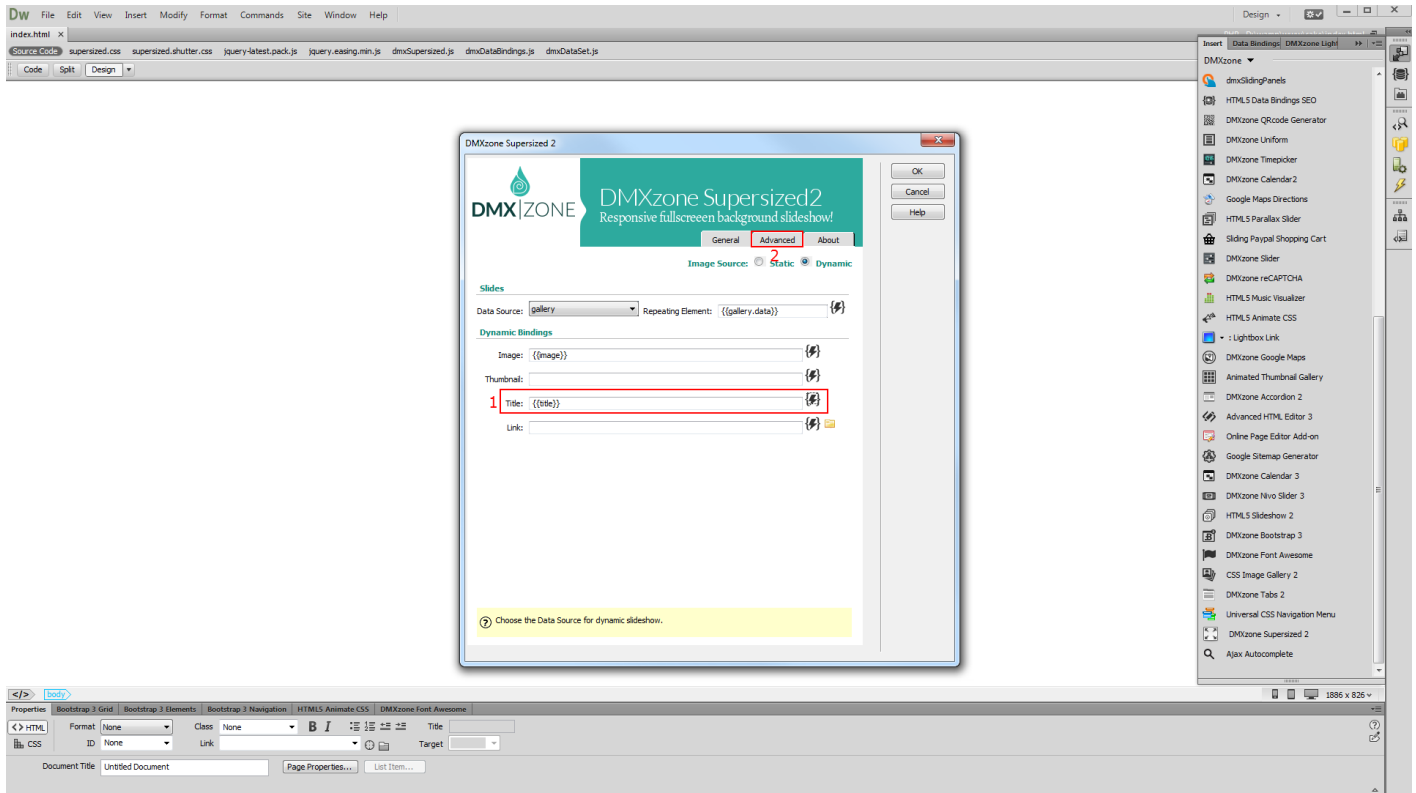 Dw File Edit View Insert Modify Format Commands Site Window Help Design
index.html ×
Source Code supersized.css supersized.shutter.css jquery-latest.pack.js jquery.easing.min.js dmxSupersized.js dmxDataBindings.js dmxDataSet.js
Code Split Design
Insert Data Bindings DMXzone Light
DMXzone
dmxSlidingPanels
HTML5 Data Bindings SEO
DMXzone QRcode Generator
DMXzone Uniform
DMXzone Timepicker
DMXzone Calendar2
Google Maps Directions
HTML5 Parallax Slider
Sliding Paypal Shopping Cart
DMXzone Slider
DMXzone reCAPTCHA
HTML5 Music Visualizer
HTML5 Animate CSS
: Lightbox Link
DMXzone Google Maps
Animated Thumbnail Gallery
DMXzone Accordion 2
Advanced HTML Editor 3
Online Page Editor Add-on
Google Sitemap Generator
DMXzone Calendar 3
DMXzone Nivo Slider 3
HTML5 Slideshow 2
DMXzone Bootstrap 3
DMXzone Font Awesome
CSS Image Gallery 2
DMXzone Tabs 2
Universal CSS Navigation Menu
DMXzone Supersized 2
Ajax Autocomplete
DMXzone Supersized 2
DMX|ZONE
DMXzone Supersized2
Responsive fullscreeen background slideshow!
OK
Cancel
Help
General Advanced About
2
Image Source: Static Dynamic
Slides
Data Source: gallery Repeating Element: {{gallery.data}}
Dynamic Bindings
Image: {{image}}
Thumbnail:
1 Title: {{title}}
Link:
Choose the Data Source for dynamic slideshow.
</> body 1886 x 826
Properties Bootstrap 3 Grid Bootstrap 3 Elements Bootstrap 3 Navigation HTML5 Animate CSS DMXzone Font Awesome
<> HTML Format None Class None B I Title
CSS ID None Link Target
Document Title Untitled Document Page Properties... List Item...